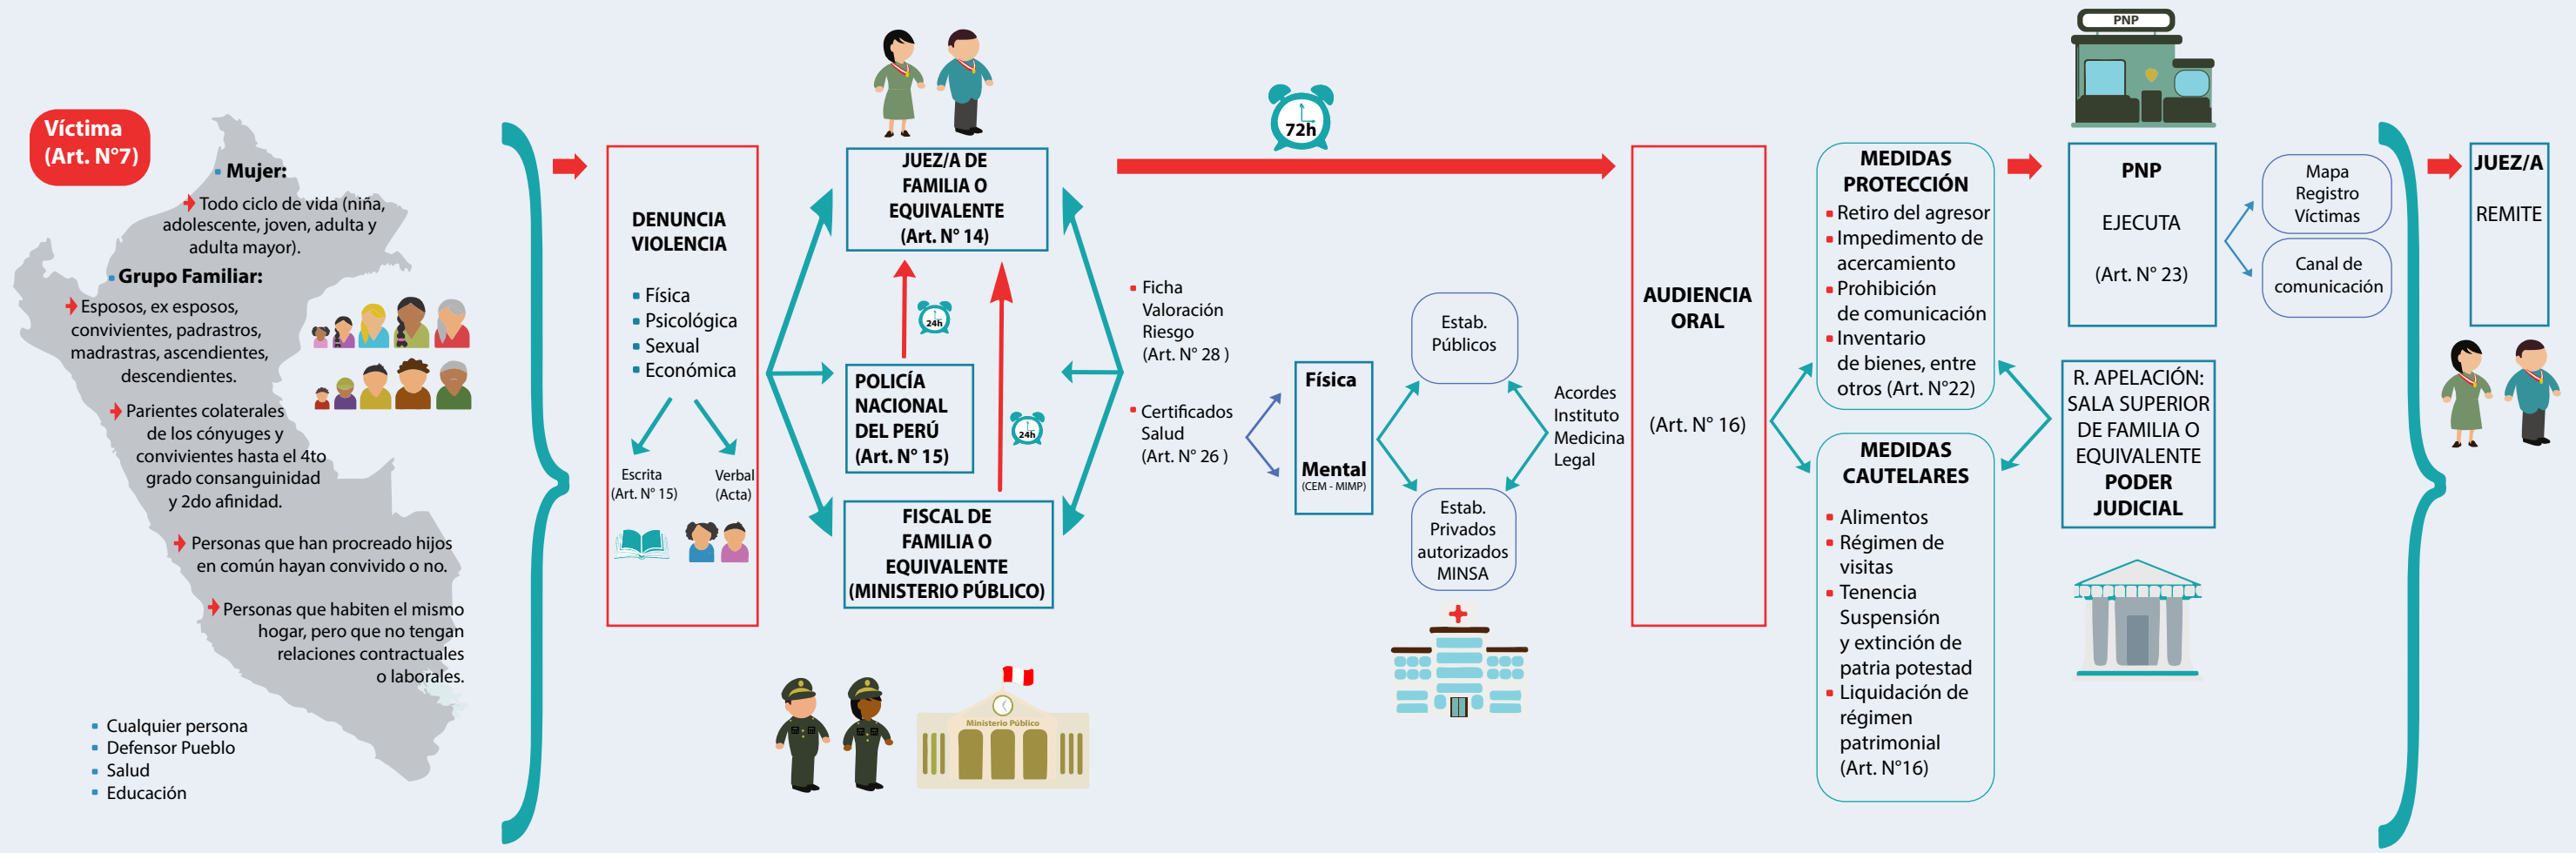 Víctima
(Art. N°7)
Mujer:
Todo ciclo de vida (niña,
adolescente, joven, adulta y
adulta mayor).
Grupo Familiar:
Esposos, ex esposos,
convivientes, padrastros,
madrastras, ascendientes,
descendientes.
Parientes colaterales
de los cónyuges y
convivientes hasta el 4to
grado consanguinidad
y 2do afinidad.
Personas que han procreado hijos
en común hayan convivido o no.
Personas que habiten el mismo
hogar, pero que no tengan
relaciones contractuales
o laborales.
Cualquier persona
Defensor Pueblo
Salud
Educación
DENUNCIA
VIOLENCIA
Física
Psicológica
Sexual
Económica
Escrita
(Art. N° 15)
Verbal
(Acta)
JUEZ/A DE
FAMILIA O
EQUIVALENTE
(Art. N° 14)
24h
POLICÍA
NACIONAL
DEL PERÚ
(Art. N° 15)
24h
FISCAL DE
FAMILIA O
EQUIVALENTE
(MINISTERIO PÚBLICO)
Ministerio Público
72h
Ficha
Valoración
Riesgo
(Art. N° 28 )
Certificados
Salud
(Art. N° 26 )
Física
Mental
(CEM - MIMP)
Estab.
Públicos
Estab.
Privados
autorizados
MINSA
Acordes
Instituto
Medicina
Legal
AUDIENCIA
ORAL
(Art. N° 16)
MEDIDAS
PROTECCIÓN
Retiro del agresor
Impedimento de
acercamiento
Prohibición
de comunicación
Inventario
de bienes, entre
otros (Art. N°22)
MEDIDAS
CAUTELARES
Alimentos
Régimen de
visitas
Tenencia
Suspensión
y extinción de
patria potestad
Liquidación de
régimen
patrimonial
(Art. N°16)
PNP
PNP
EJECUTA
(Art. N° 23)
Mapa
Registro
Víctimas
Canal de
comunicación
R. APELACIÓN:
SALA SUPERIOR
DE FAMILIA O
EQUIVALENTE
PODER
JUDICIAL
JUEZ/A
REMITE